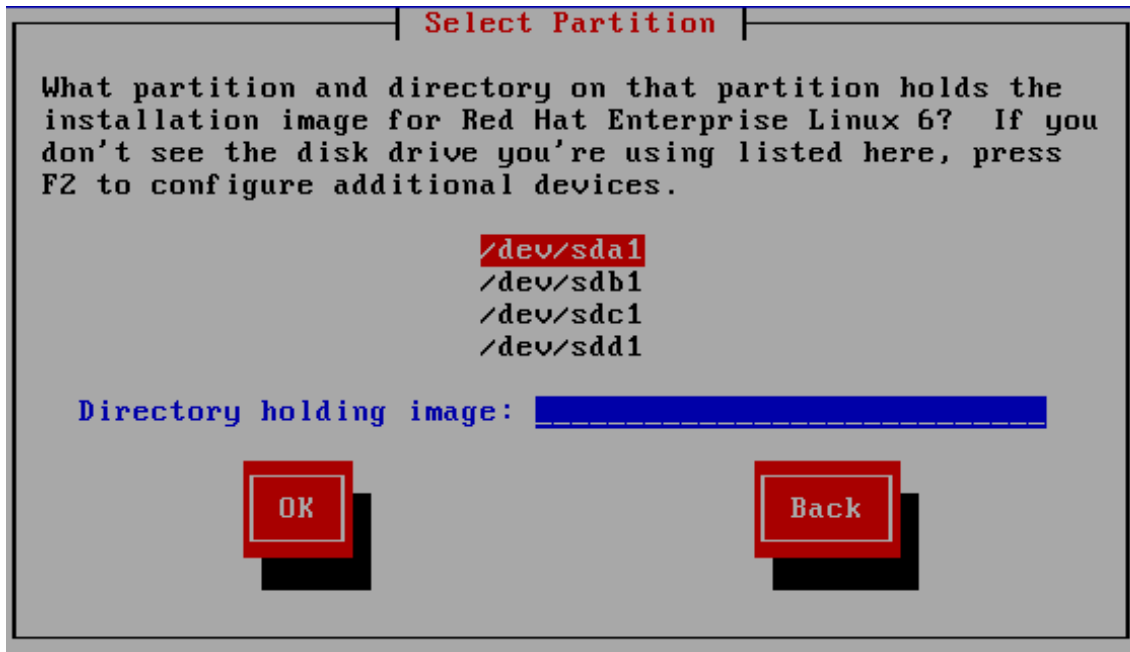 Select Partition
What partition and directory on that partition holds the
installation image for Red Hat Enterprise Linux 6?  If you
don't see the disk drive you're using listed here, press
F2 to configure additional devices.
/dev/sda1
/dev/sdb1
/dev/sdc1
/dev/sdd1
Directory holding image:
OK
Back